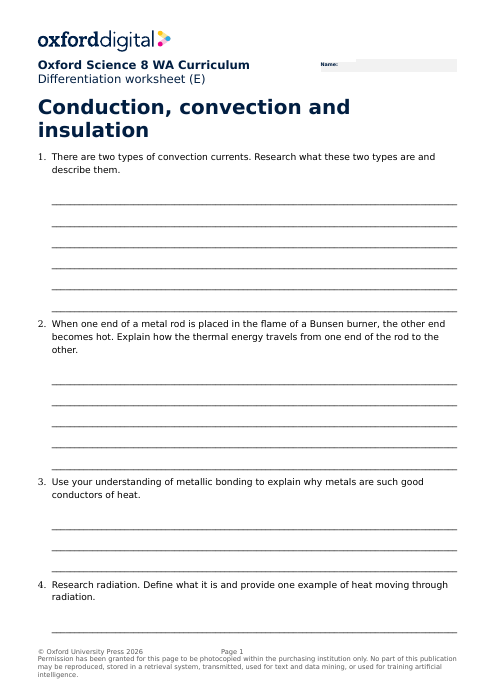 oxforddigital
Oxford Science 8 WA Curriculum
Name:
Differentiation worksheet (E)
Conduction, convection and
insulation
1. There are two types of convection currents. Research what these two types are and
describe them.
2. When one end of a metal rod is placed in the flame of a Bunsen burner, the other end
becomes hot. Explain how the thermal energy travels from one end of the rod to the
other.
3. Use your understanding of metallic bonding to explain why metals are such good
conductors of heat.
4. Research radiation. Define what it is and provide one example of heat moving through
radiation.
© Oxford University Press 2026 Page 1
Permission has been granted for this page to be photocopied within the purchasing institution only. No part of this publication
may be reproduced, stored in a retrieval system, transmitted, used for text and data mining, or used for training artificial
intelligence.